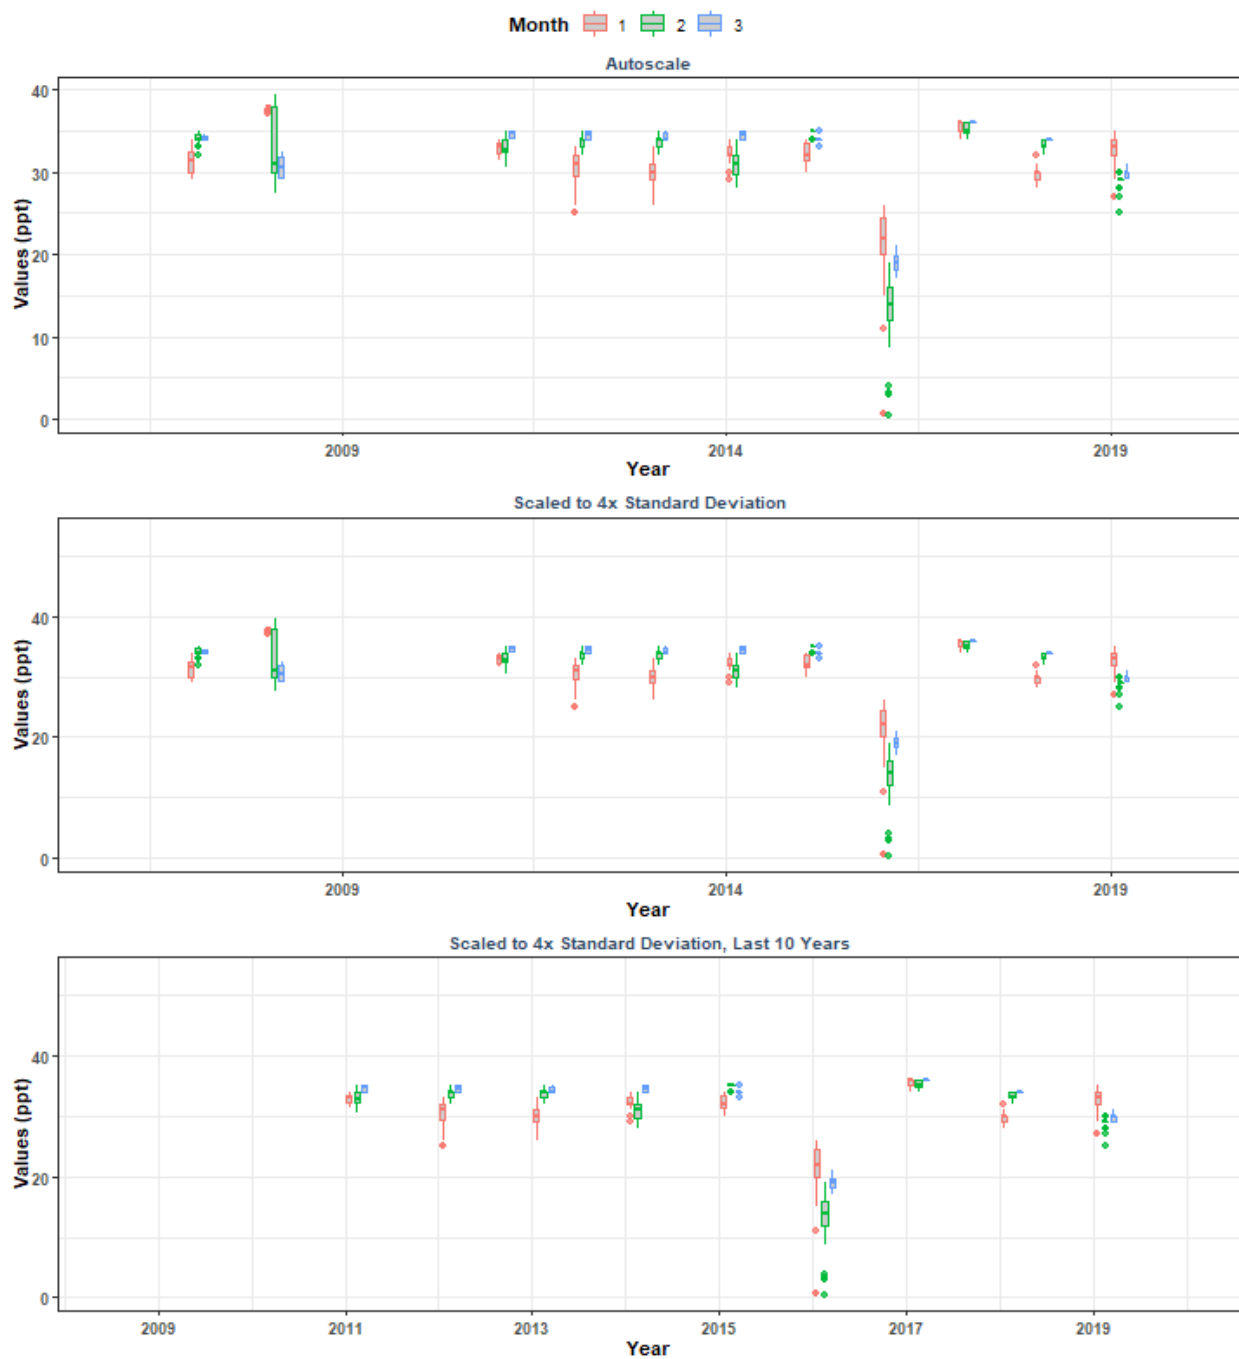 Month 1 2 3
Autoscale
Values (ppt)
40
30
20
10
0
2009 2014 2019
Year
Scaled to 4x Standard Deviation
Values (ppt)
40
20
0
2009 2014 2019
Year
Scaled to 4x Standard Deviation, Last 10 Years
Values (ppt)
40
20
0
2009 2011 2013 2015 2017 2019
Year